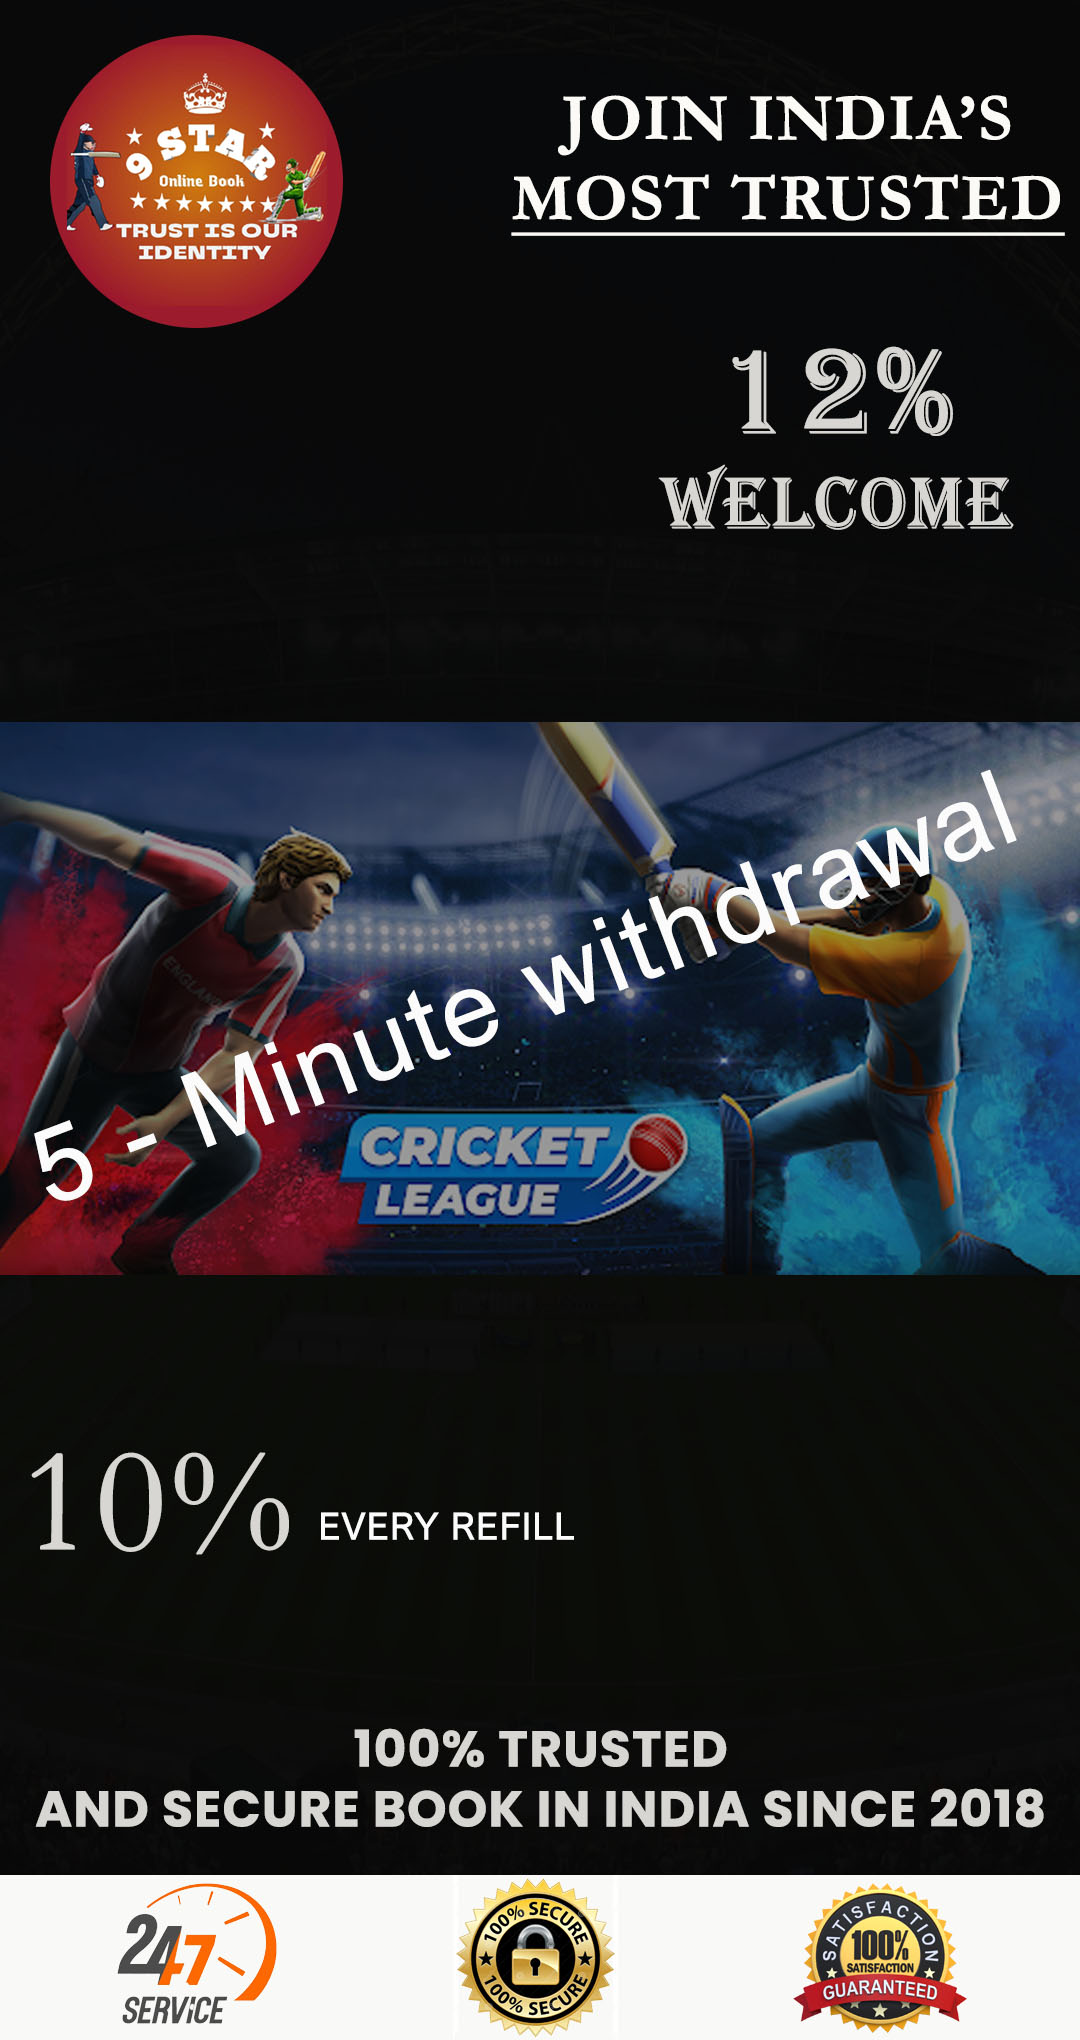 9 STAR
Online Book
TRUST IS OUR
IDENTITY
JOIN INDIA’S
MOST TRUSTED
12%
WELCOME
5 - Minute withdrawal
ENGLAND
CRICKET
LEAGUE
10% EVERY REFILL
100% TRUSTED
AND SECURE BOOK IN INDIA SINCE 2018
24-7
SERViCE
100% SECURE
100% SECURE
SATISFACTION
100%
SATISFACTION
GUARANTEED